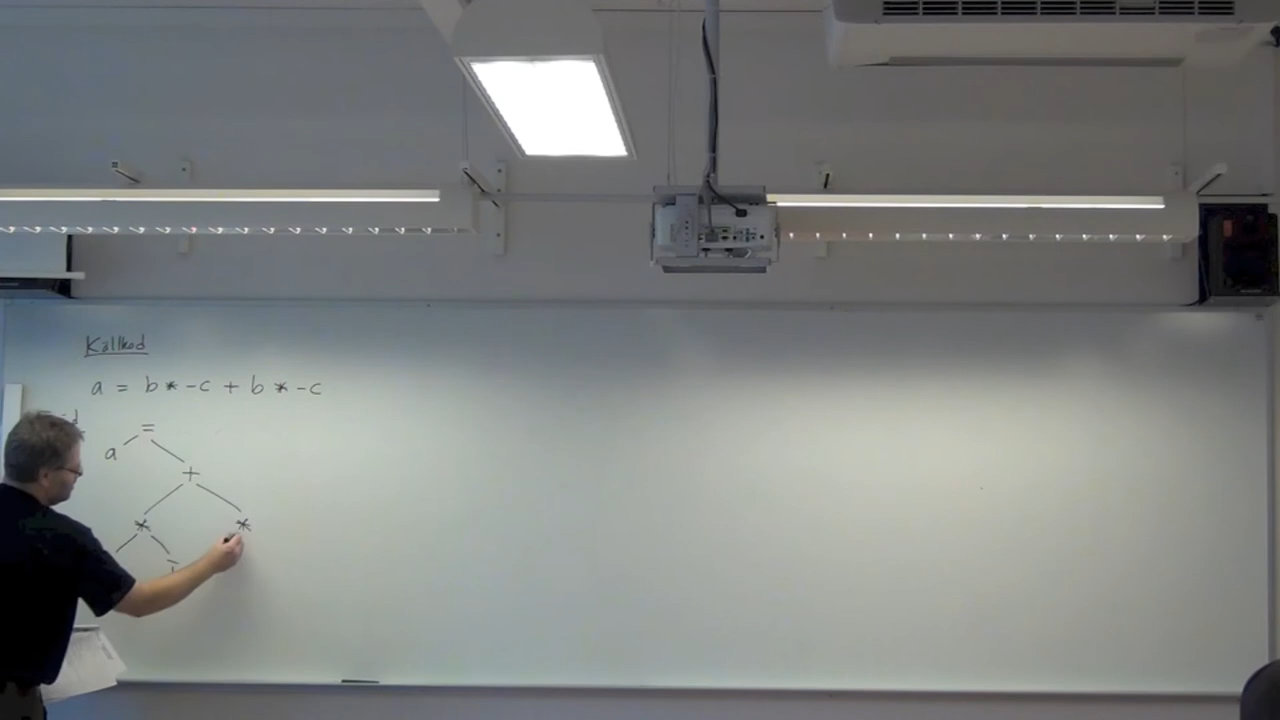 Källkod
a = b * -c + b * -c
=
a
+
* *
-